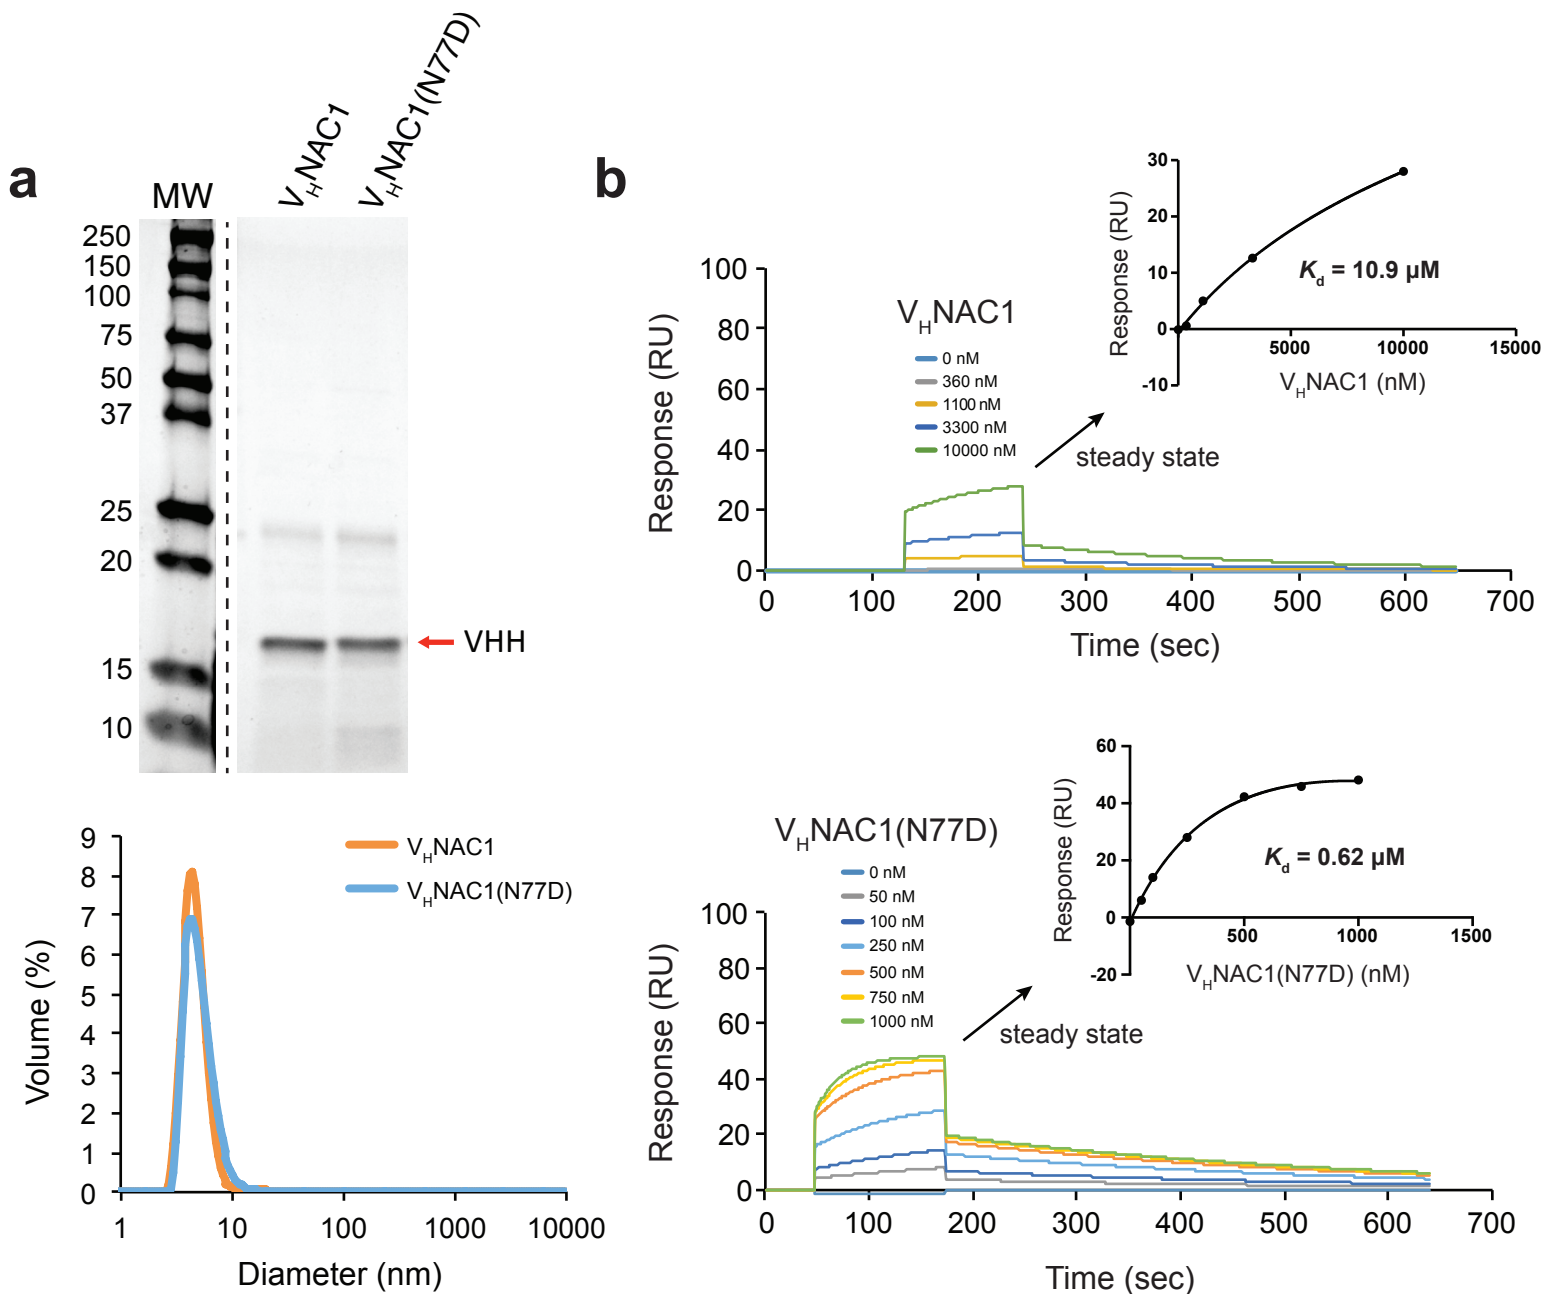 a
MW
VHNAC1
VHNAC1(N77D)
250
150
100
75
50
37
25
20
15
10
VHH
9
8
7
6
5
4
3
2
1
0
1 10 100 1000 10000
Volume (%)
Diameter (nm)
VHNAC1
VHNAC1(N77D)
b
100
80
60
40
20
0
0 100 200 300 400 500 600 700
Response (RU)
Time (sec)
VHNAC1
0 nM
360 nM
1100 nM
3300 nM
10000 nM
steady state
30
20
10
0
-10
5000 10000 15000
Response (RU)
VHNAC1 (nM)
Kd = 10.9 µM
100
80
60
40
20
0
0 100 200 300 400 500 600 700
Response (RU)
Time (sec)
VHNAC1(N77D)
0 nM
50 nM
100 nM
250 nM
500 nM
750 nM
1000 nM
steady state
60
40
20
0
-20
500 1000 1500
Response (RU)
VHNAC1(N77D) (nM)
Kd = 0.62 µM